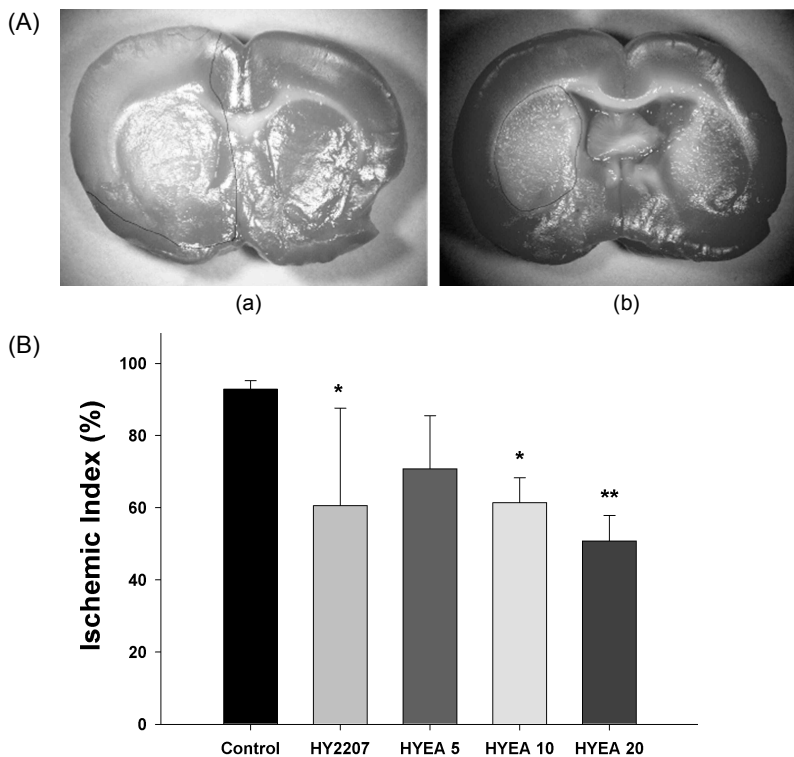 (A)
(a)
(b)
(B)
Ischemic Index (%)
100
80
60
40
20
0
*
*
**
Control
HY2207
HYEA 5
HYEA 10
HYEA 20